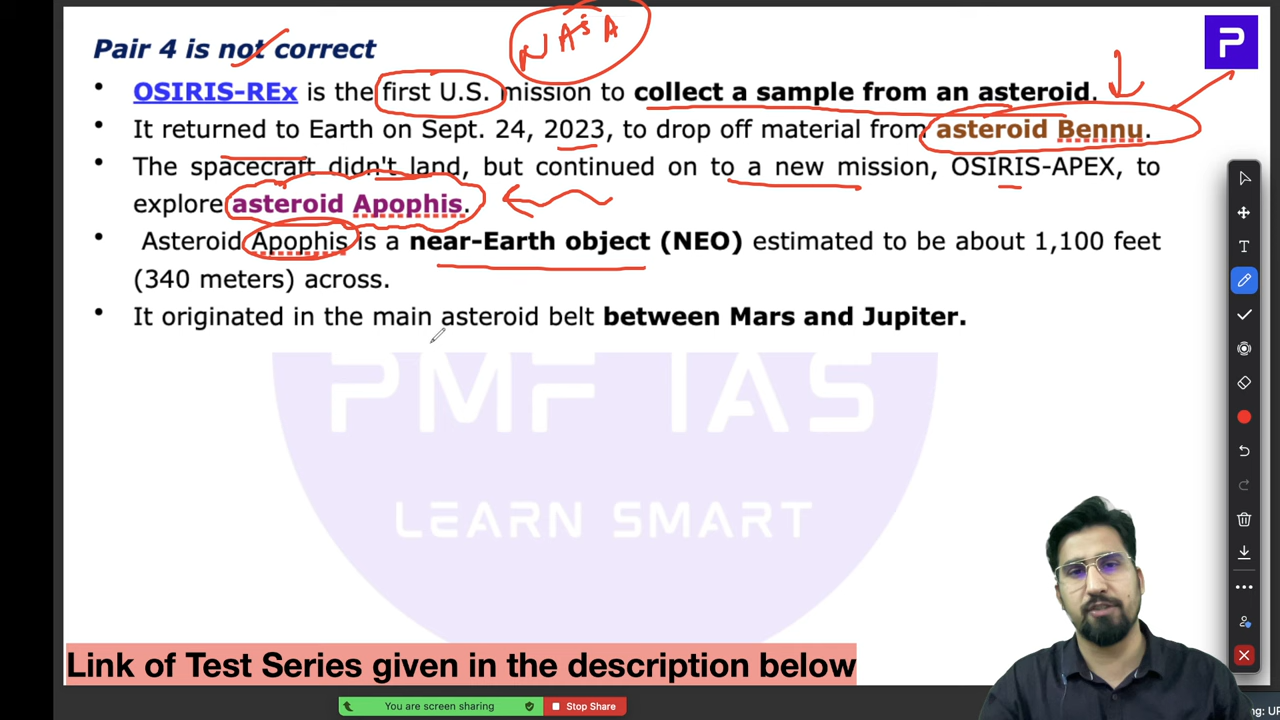 NASA
Pair 4 is not correct
• OSIRIS-REx is the first U.S. mission to collect a sample from an asteroid.
• It returned to Earth on Sept. 24, 2023, to drop off material from asteroid Bennu.
• The spacecraft didn't land, but continued on to a new mission, OSIRIS-APEX, to
explore asteroid Apophis.
• Asteroid Apophis is a near-Earth object (NEO) estimated to be about 1,100 feet
(340 meters) across.
• It originated in the main asteroid belt between Mars and Jupiter.
PMF IAS
LEARN SMART
Link of Test Series given in the description below
You are screen sharing
Stop Share
P
T
ng: UF